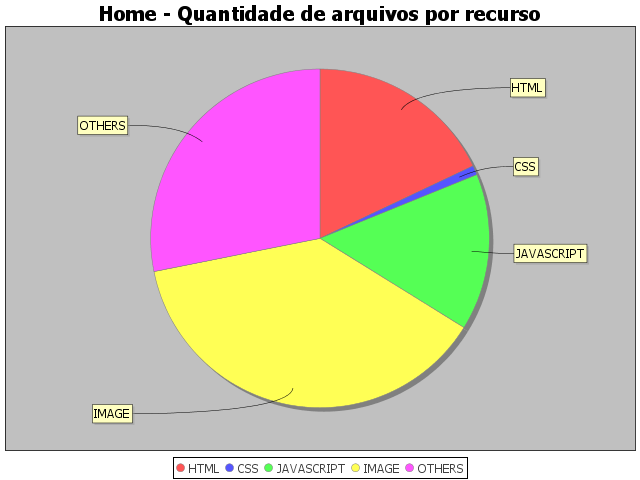 Home - Quantidade de arquivos por recurso
HTML
OTHERS
CSS
JAVASCRIPT
IMAGE
HTML CSS JAVASCRIPT IMAGE OTHERS